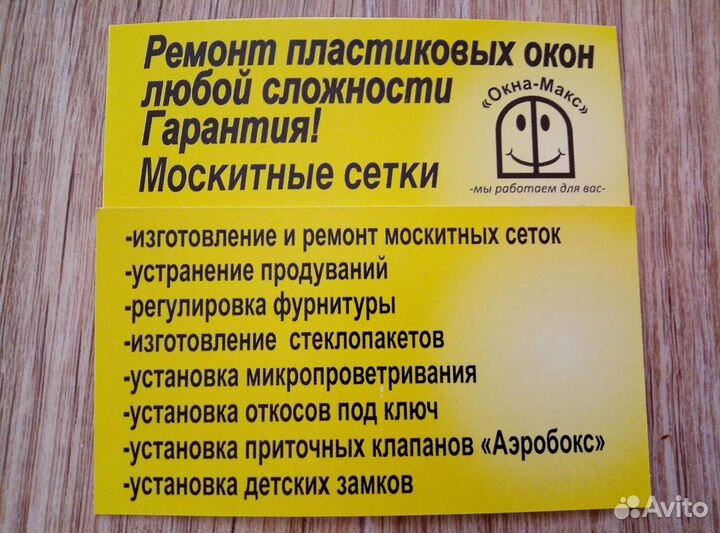 Ремонт пластиковых окон
любой сложности
Гарантия!
Москитные сетки
«Окна-Макс»
-мы работаем для вас-
-изготовление и ремонт москитных сеток
-устранение продуваний
-регулировка фурнитуры
-изготовление стеклопакетов
-установка микропроветривания
-установка откосов под ключ
-установка приточных клапанов «Аэробокс»
-установка детских замков
Avito